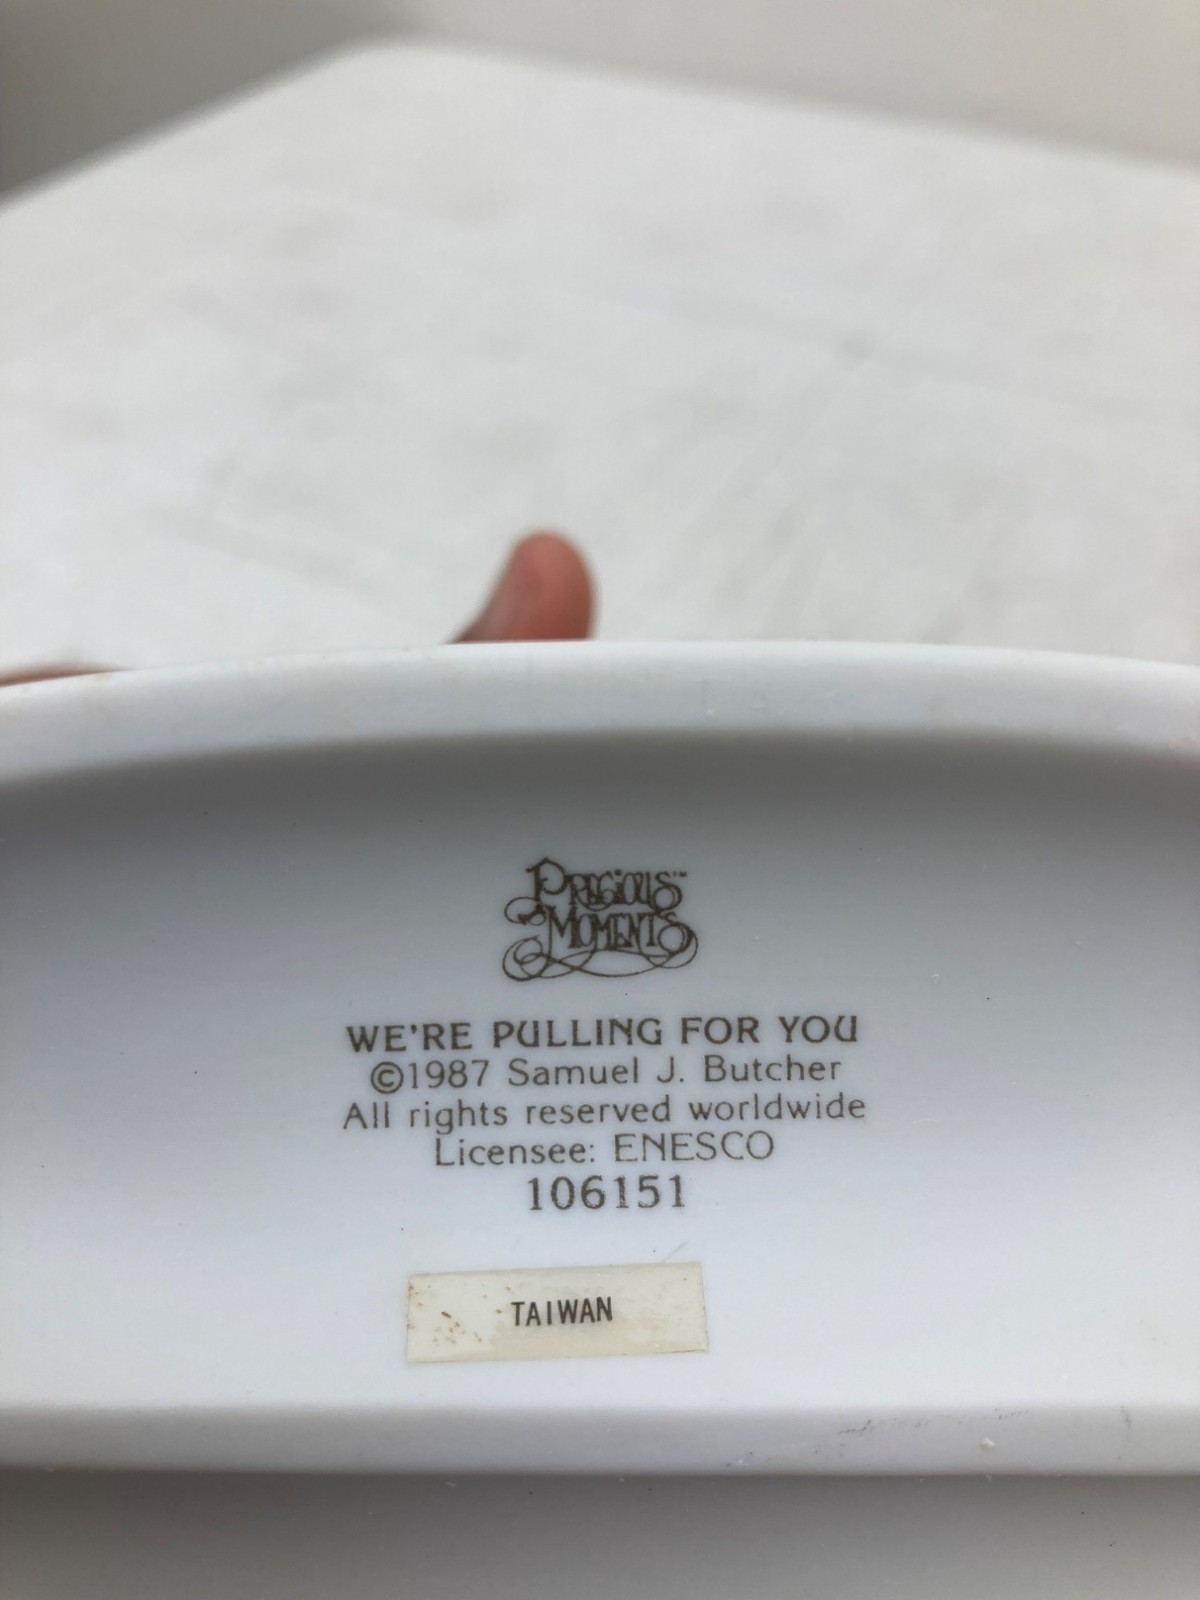 PRECIOUS™
MOMENTS
WE'RE PULLING FOR YOU
©1987 Samuel J. Butcher
All rights reserved worldwide
Licensee: ENESCO
106151
TAIWAN